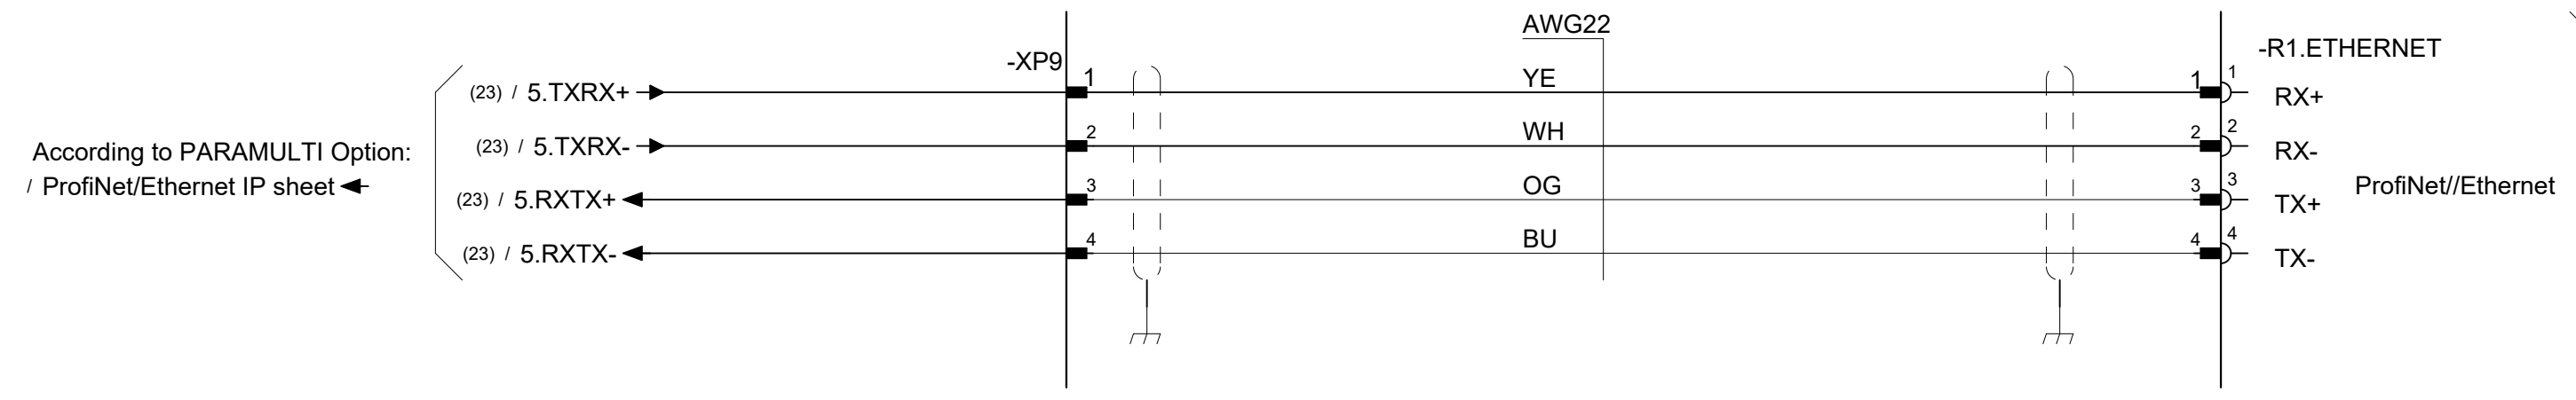 AWG22
-XP9
-R1.ETHERNET
(23) / 5.TXRX+
1
YE
1
1
RX+
(23) / 5.TXRX-
2
WH
2
2
RX-
According to PARAMULTI Option:
/ ProfiNet/Ethernet IP sheet
(23) / 5.RXTX+
3
OG
3
3
TX+
ProfiNet//Ethernet
(23) / 5.RXTX-
4
BU
4
4
TX-